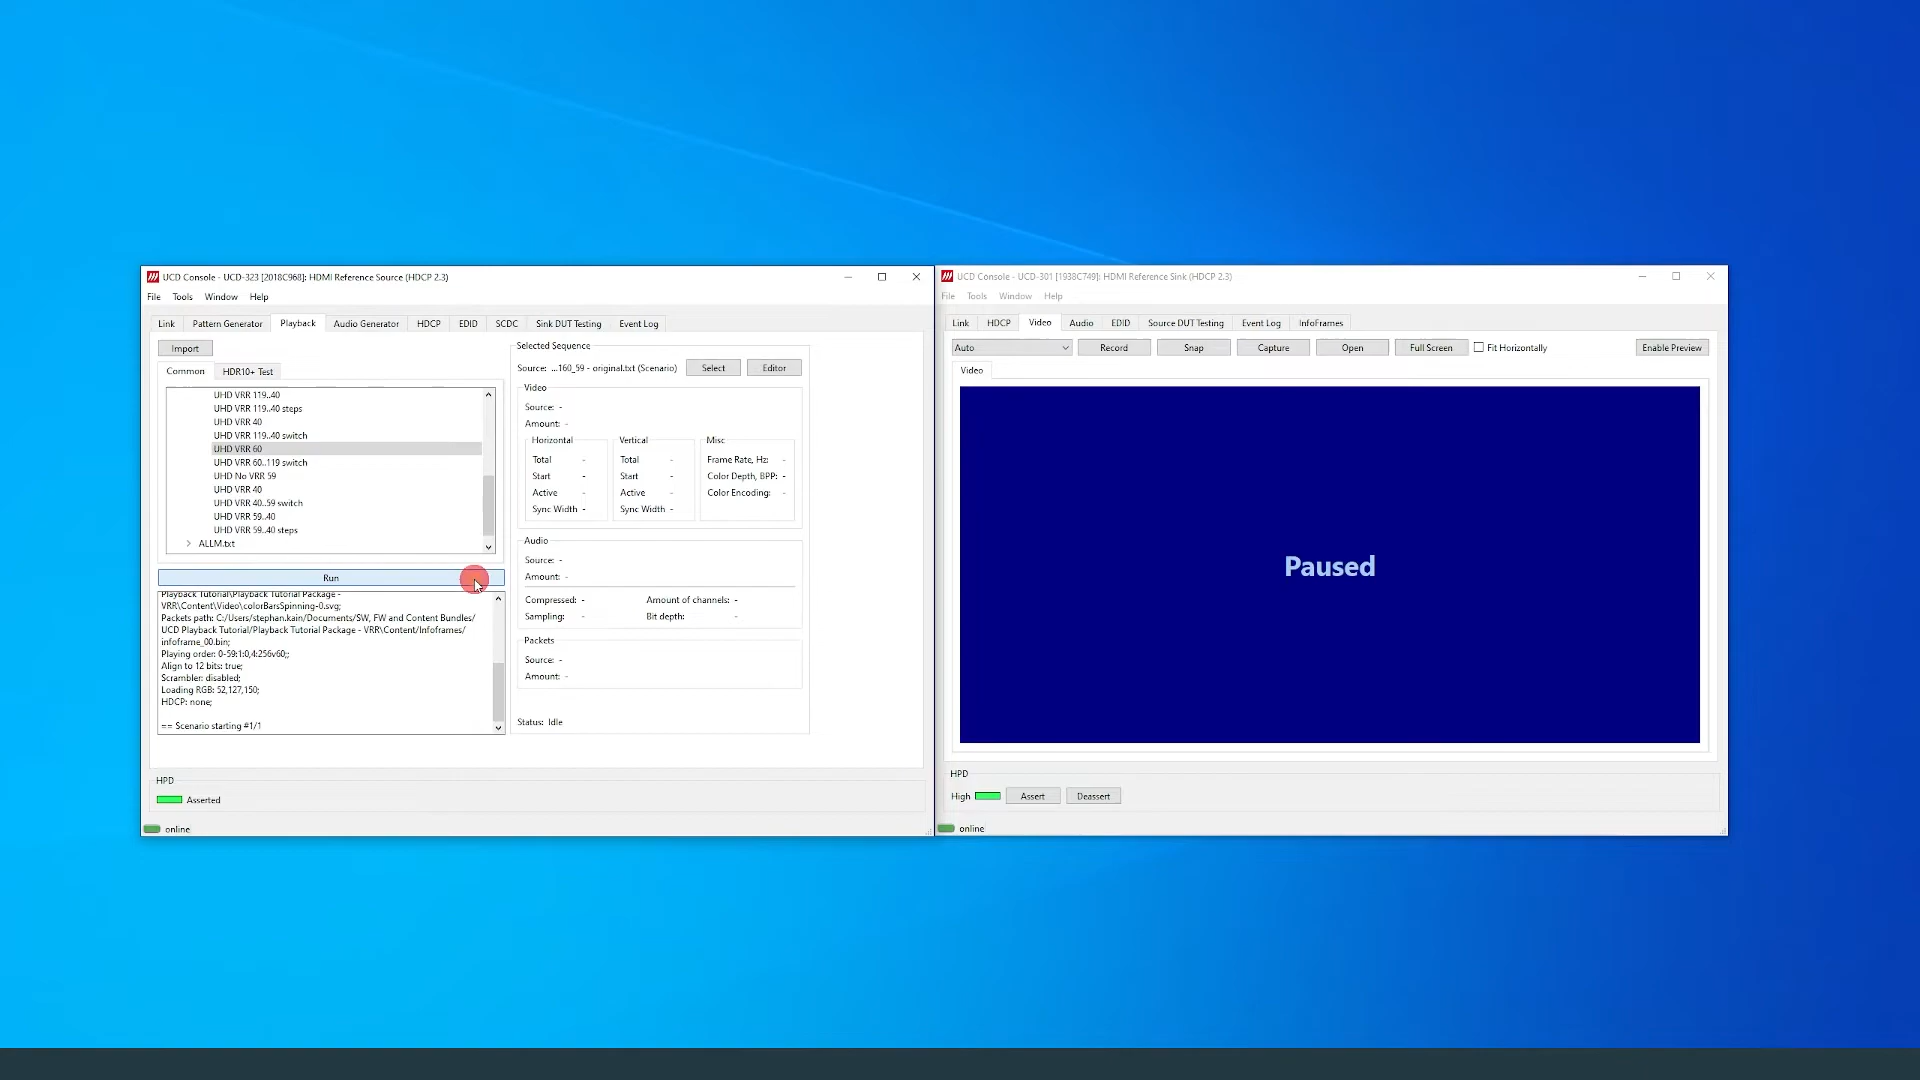 UCD Console - UCD-323 [2018C968]: HDMI Reference Source (HDCP 2.3)
File Tools Window Help
Link Pattern Generator Playback Audio Generator HDCP EDID SCDC Sink DUT Testing Event Log
Import
Common HDR10+ Test
UHD VRR 119..40
UHD VRR 119..40 steps
UHD VRR 40
UHD VRR 119..40 switch
UHD VRR 60
UHD VRR 60..119 switch
UHD No VRR 59
UHD VRR 40
UHD VRR 40..59 switch
UHD VRR 59..40
UHD VRR 59..40 steps
ALLM.txt
Run
Playback Tutorial\Playback Tutorial Package -
VRR\Content\Video\colorBarsSpinning-0.svg;
Packets path: C:/Users/stephan.kain/Documents/SW, FW and Content Bundles/
UCD Playback Tutorial/Playback Tutorial Package - VRR\Content/Infoframes/
infoframe_00.bin;
Playing order: 0-59:1:0,4:256v60;;
Align to 12 bits: true;
Scrambler: disabled;
Loading RGB: 52,127,150;
HDCP: none;
== Scenario starting #1/1
Selected Sequence
Source: ...160_59 - original.txt (Scenario) Select Editor
Video
Source: -
Amount: -
Horizontal Vertical Misc
Total - Total - Frame Rate, Hz: -
Start - Start - Color Depth, BPP: -
Active - Active - Color Encoding: -
Sync Width - Sync Width -
Audio
Source: -
Amount: -
Compressed: - Amount of channels: -
Sampling: - Bit depth: -
Packets
Source: -
Amount: -
Status: Idle
HPD
Asserted
online
UCD Console - UCD-301 [1938C749]: HDMI Reference Sink (HDCP 2.3)
File Tools Window Help
Link HDCP Video Audio EDID Source DUT Testing Event Log InfoFrames
Auto Record Snap Capture Open Full Screen Fit Horizontally Enable Preview
Video
Paused
HPD
High Assert Deassert
online